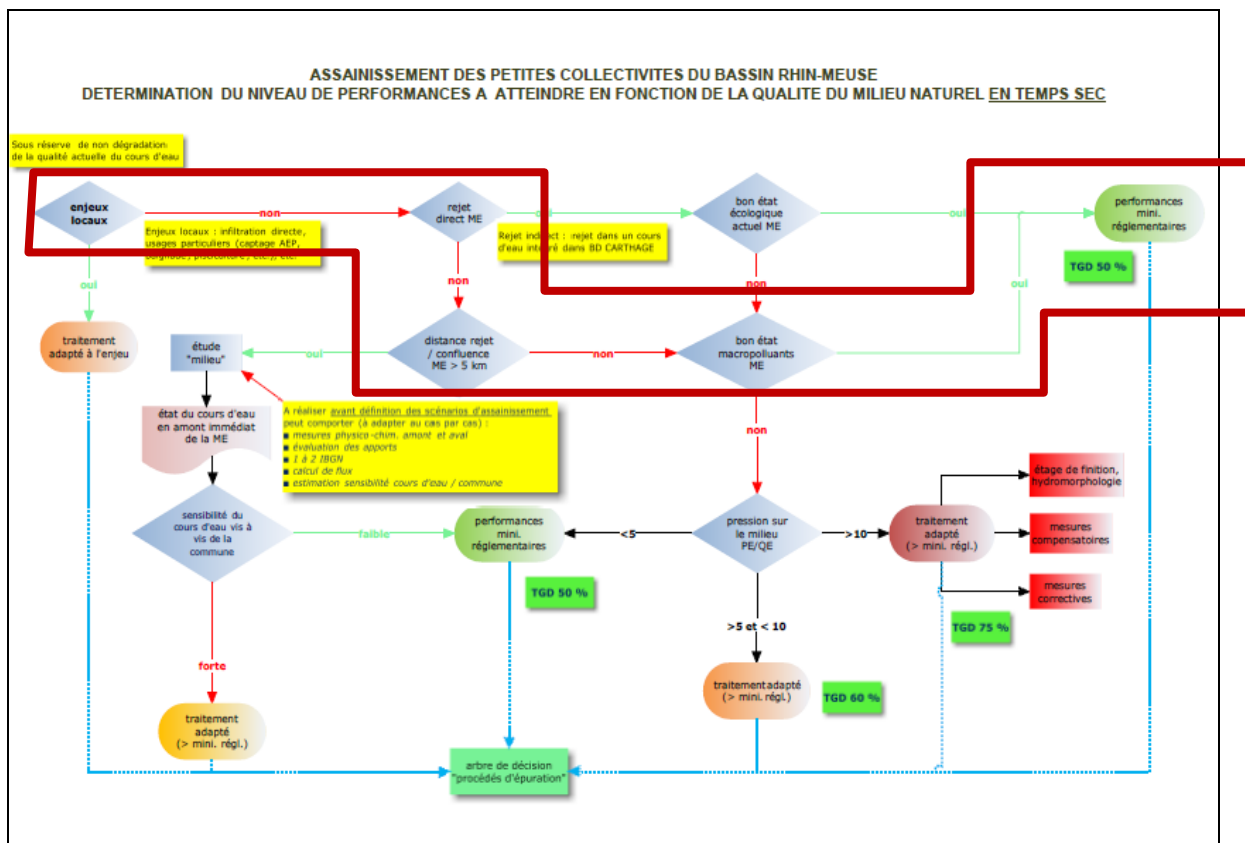 ASSAINISSEMENT DES PETITES COLLECTIVITES DU BASSIN RHIN-MEUSE
DETERMINATION DU NIVEAU DE PERFORMANCES A ATTEINDRE EN FONCTION DE LA QUALITE DU MILIEU NATUREL EN TEMPS SEC
Sous réserve de non dégradation
de la qualité actuelle du cours d'eau
enjeux
locaux
non
Enjeux locaux : infiltration directe,
usages particuliers (captage AEP,
baignade, pisciculture, etc.), etc.
rejet
direct ME
oui
Rejet indirect : rejet dans un cours
d'eau intégré dans BD CARTHAGE
bon état
écologique
actuel ME
oui
performances
mini.
réglementaires
TGD 50 %
oui
non
non
oui
traitement
adapté à l'enjeu
étude
"milieu"
oui
distance rejet
/ confluence
ME > 5 km
non
bon état
macropolluants
ME
état du cours d'eau
en amont immédiat
de la ME
A réaliser avant définition des scénarios d'assainissement
peut comporter (à adapter au cas par cas) :
■ mesures physico-chim. amont et aval
■ évaluation des apports
■ 1 à 2 IBGN
■ calcul de flux
■ estimation sensibilité cours d'eau / commune
non
sensibilité du
cours d'eau vis à
vis de la
commune
faible
performances
mini.
réglementaires
TGD 50 %
<5
pression sur
le milieu
PE/QE
>10
traitement
adapté
(> mini. régl.)
étage de finition,
hydromorphologie
mesures
compensatoires
mesures
correctives
TGD 75 %
>5 et < 10
forte
traitement adapté
(> mini. régl.)
TGD 60 %
traitement
adapté
(> mini. régl.)
arbre de décision
"procédés d'épuration"